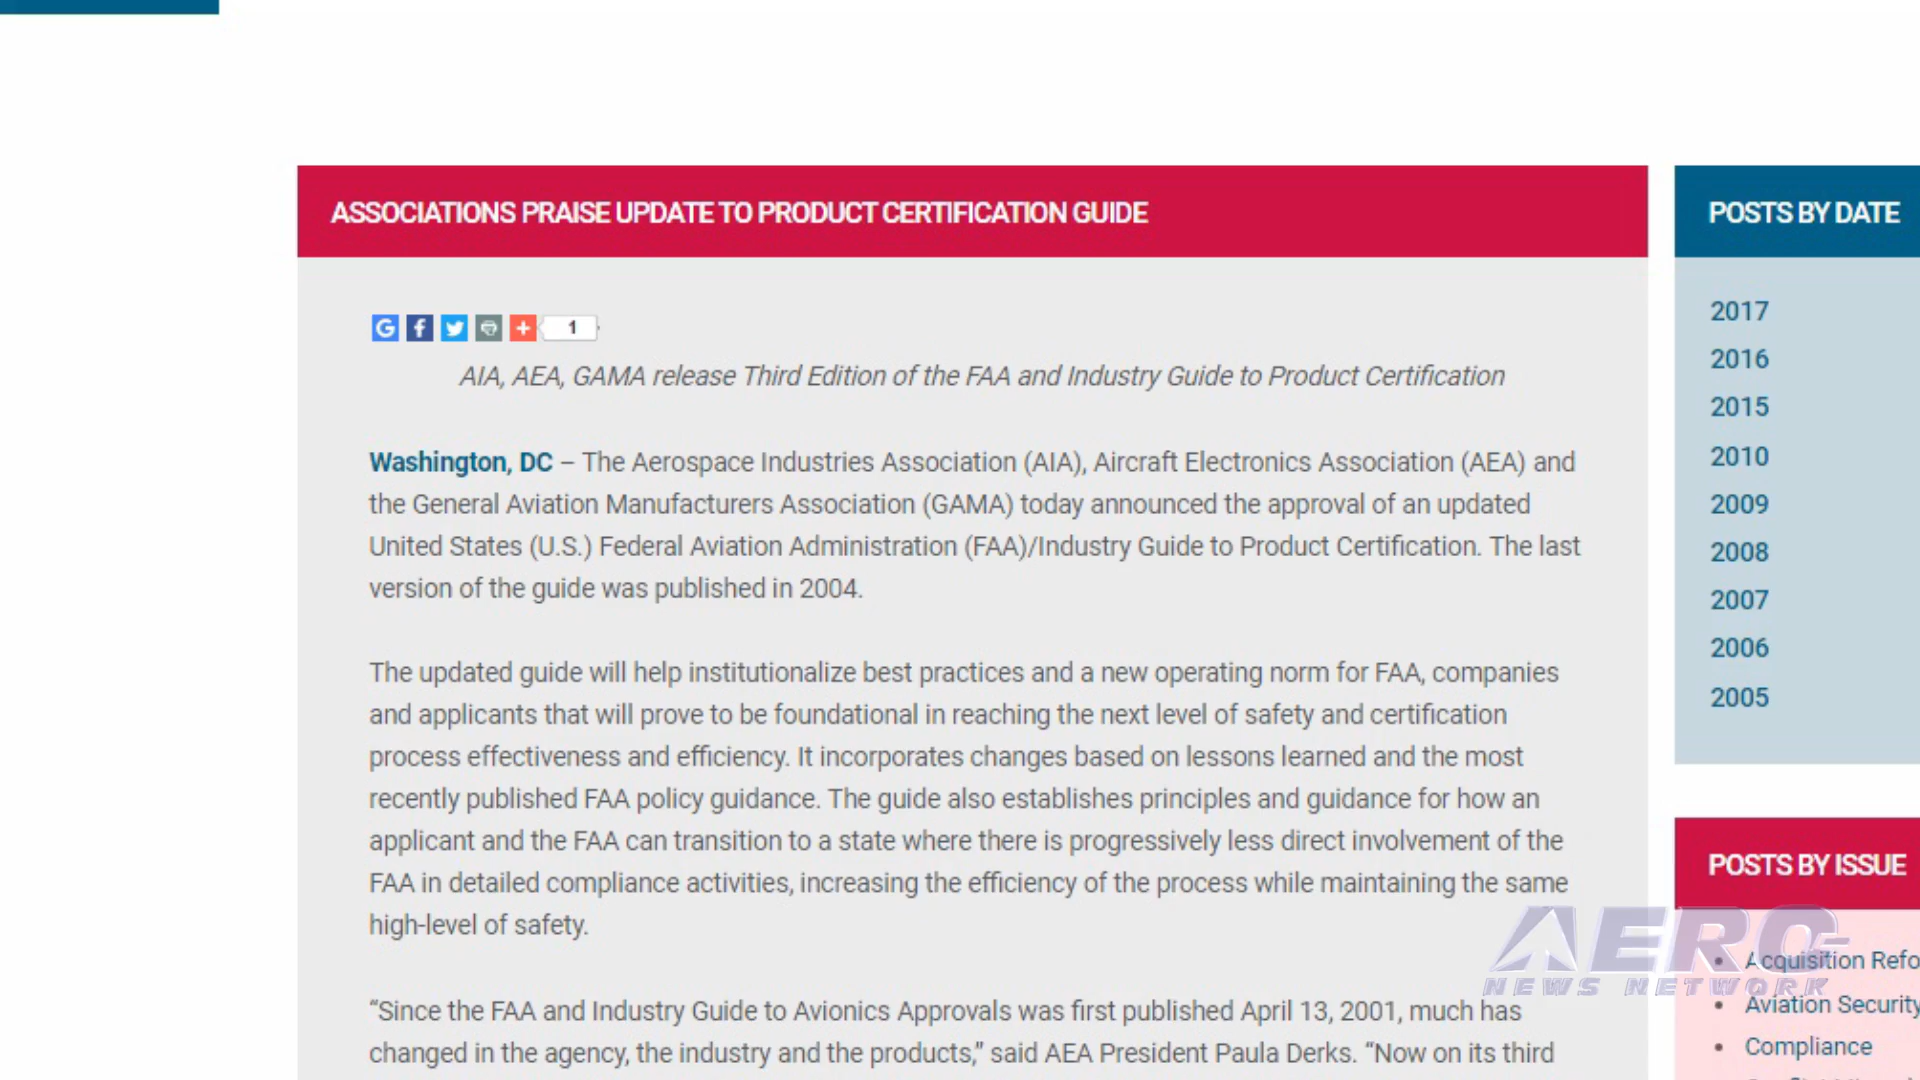 ASSOCIATIONS PRAISE UPDATE TO PRODUCT CERTIFICATION GUIDE
1
AIA, AEA, GAMA release Third Edition of the FAA and Industry Guide to Product Certification
Washington, DC – The Aerospace Industries Association (AIA), Aircraft Electronics Association (AEA) and
the General Aviation Manufacturers Association (GAMA) today announced the approval of an updated
United States (U.S.) Federal Aviation Administration (FAA)/Industry Guide to Product Certification. The last
version of the guide was published in 2004.
The updated guide will help institutionalize best practices and a new operating norm for FAA, companies
and applicants that will prove to be foundational in reaching the next level of safety and certification
process effectiveness and efficiency. It incorporates changes based on lessons learned and the most
recently published FAA policy guidance. The guide also establishes principles and guidance for how an
applicant and the FAA can transition to a state where there is progressively less direct involvement of the
FAA in detailed compliance activities, increasing the efficiency of the process while maintaining the same
high-level of safety.
“Since the FAA and Industry Guide to Avionics Approvals was first published April 13, 2001, much has
changed in the agency, the industry and the products,” said AEA President Paula Derks. “Now on its third
POSTS BY DATE
2017
2016
2015
2010
2009
2008
2007
2006
2005
POSTS BY ISSUE
• Acquisition Refo
• Aviation Security
• Compliance
AERO-
NEWS NETWORK